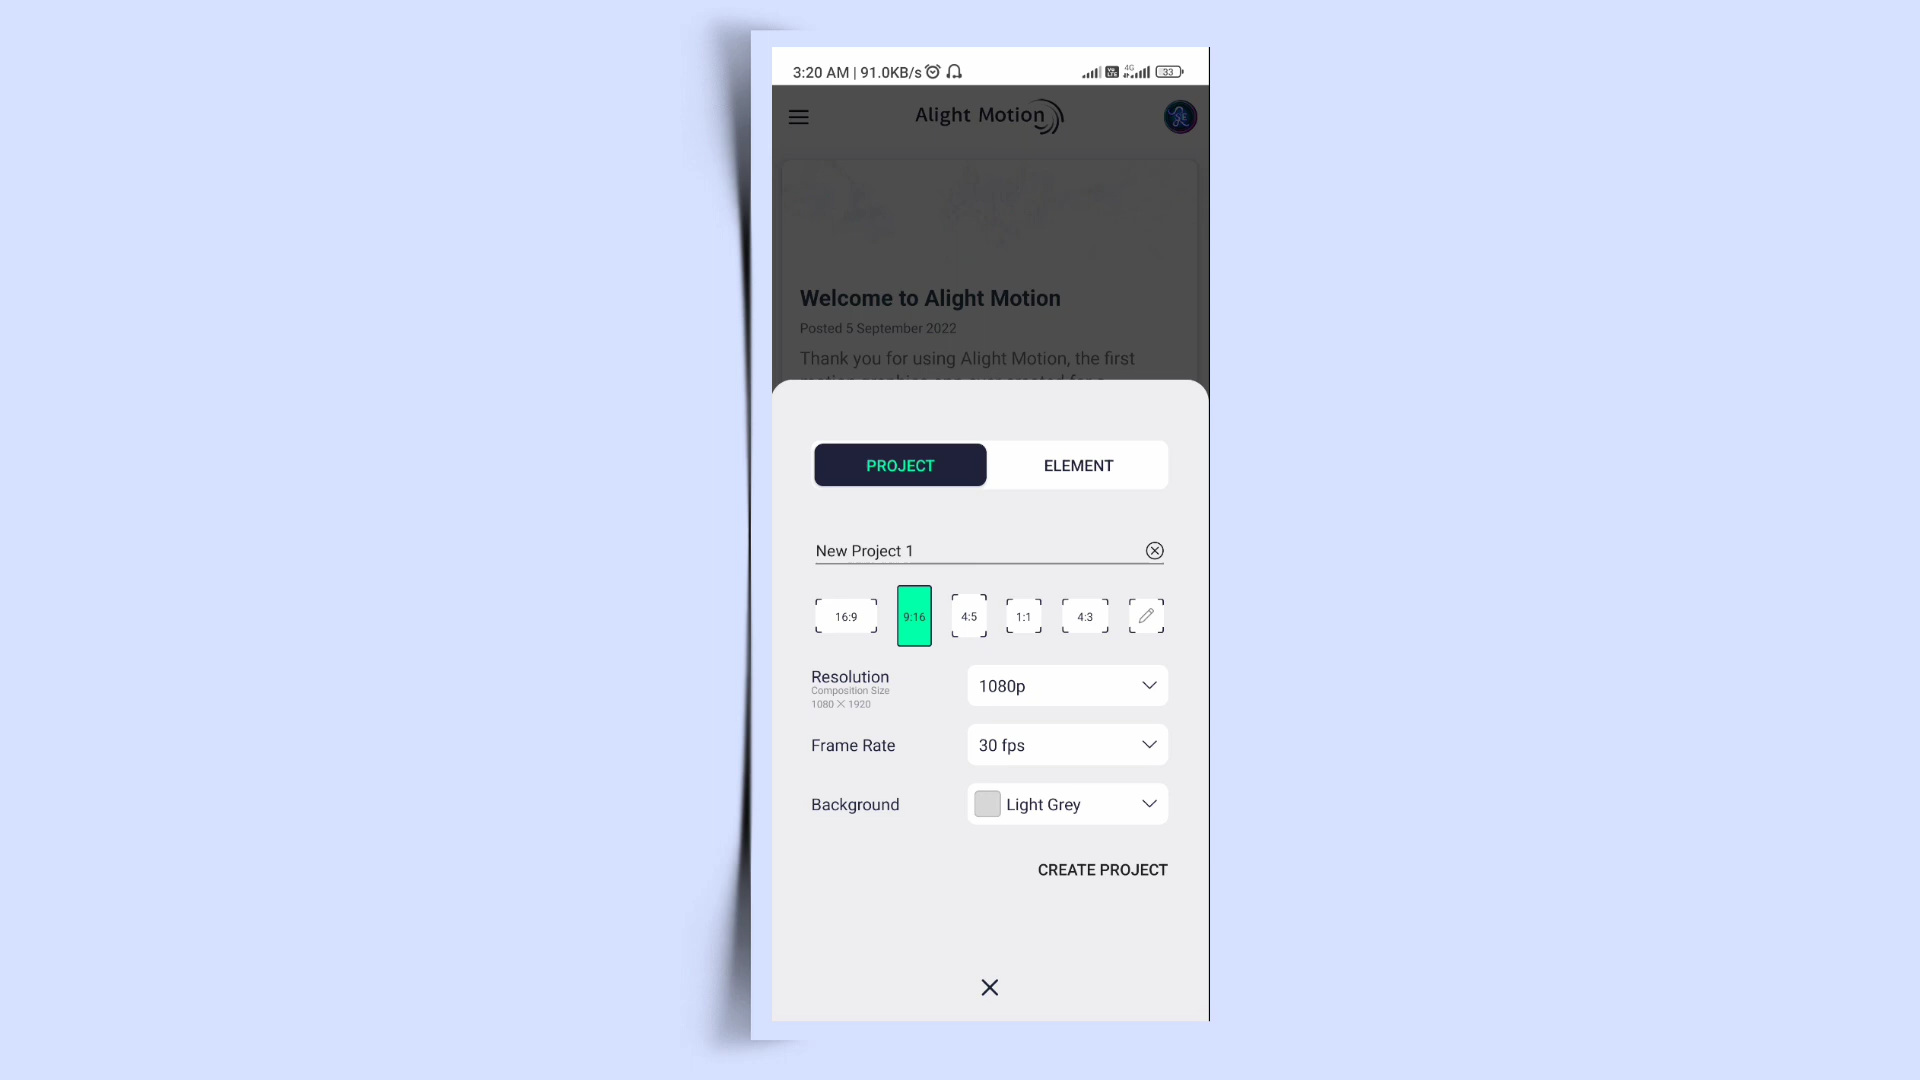 3:20 AM | 91.0KB/s
4G
33
Alight Motion
Welcome to Alight Motion
Posted 5 September 2022
Thank you for using Alight Motion, the first
PROJECT
ELEMENT
New Project 1
16:9
9:16
4:5
1:1
4:3
Resolution
Composition Size
1080 × 1920
1080p
Frame Rate
30 fps
Background
Light Grey
CREATE PROJECT